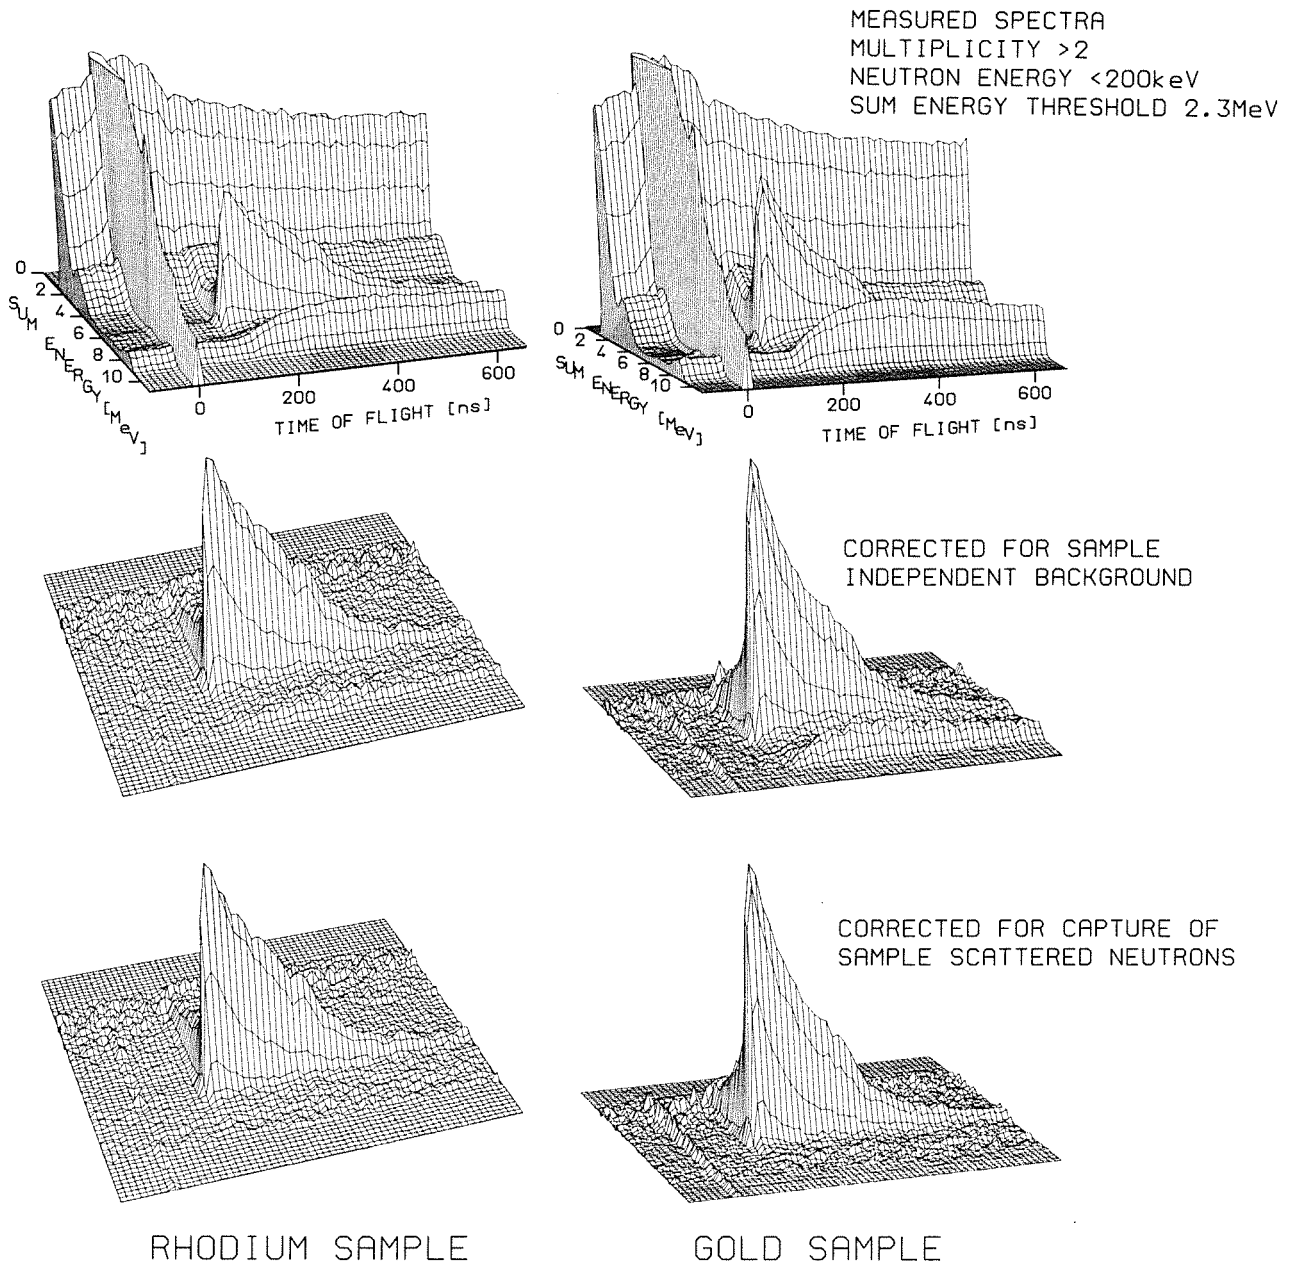 MEASURED SPECTRA
MULTIPLICITY >2
NEUTRON ENERGY <200keV
SUM ENERGY THRESHOLD 2.3MeV
0
2
4
6
8
10
SUM ENERGY [MeV]
0
200
400
600
TIME OF FLIGHT [ns]
0
2
4
6
8
10
SUM ENERGY [MeV]
0
200
400
600
TIME OF FLIGHT [ns]
CORRECTED FOR SAMPLE
INDEPENDENT BACKGROUND
CORRECTED FOR CAPTURE OF
SAMPLE SCATTERED NEUTRONS
RHODIUM SAMPLE
GOLD SAMPLE